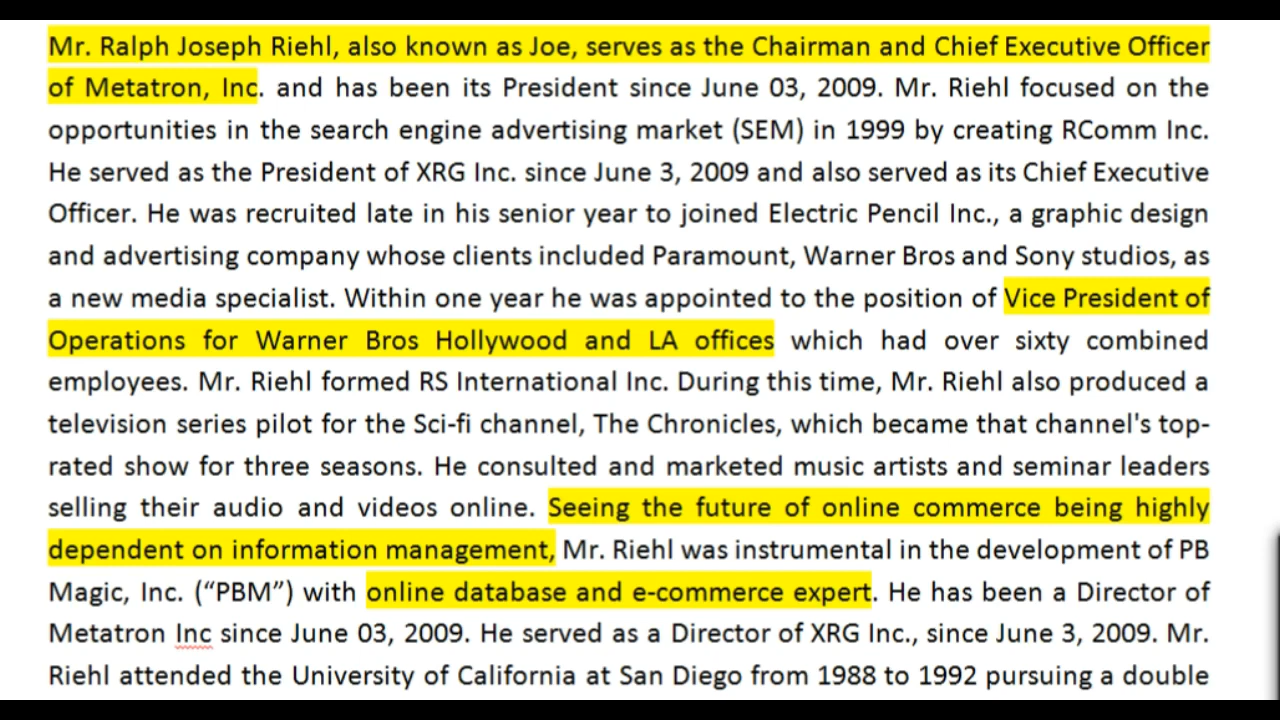 Mr. Ralph Joseph Riehl, also known as Joe, serves as the Chairman and Chief Executive Officer
of Metatron, Inc. and has been its President since June 03, 2009. Mr. Riehl focused on the
opportunities in the search engine advertising market (SEM) in 1999 by creating RComm Inc.
He served as the President of XRG Inc. since June 3, 2009 and also served as its Chief Executive
Officer. He was recruited late in his senior year to joined Electric Pencil Inc., a graphic design
and advertising company whose clients included Paramount, Warner Bros and Sony studios, as
a new media specialist. Within one year he was appointed to the position of Vice President of
Operations for Warner Bros Hollywood and LA offices which had over sixty combined
employees. Mr. Riehl formed RS International Inc. During this time, Mr. Riehl also produced a
television series pilot for the Sci-fi channel, The Chronicles, which became that channel's top-
rated show for three seasons. He consulted and marketed music artists and seminar leaders
selling their audio and videos online. Seeing the future of online commerce being highly
dependent on information management, Mr. Riehl was instrumental in the development of PB
Magic, Inc. (“PBM”) with online database and e-commerce expert. He has been a Director of
Metatron Inc since June 03, 2009. He served as a Director of XRG Inc., since June 3, 2009. Mr.
Riehl attended the University of California at San Diego from 1988 to 1992 pursuing a double